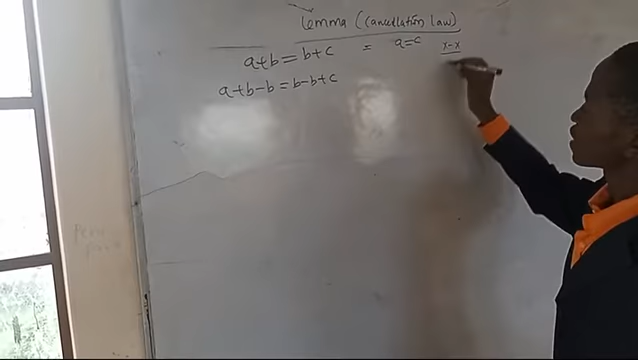 Lemma (Cancellation law)
a+b = b+c = a=c x-x
a+b-b = b-b+c